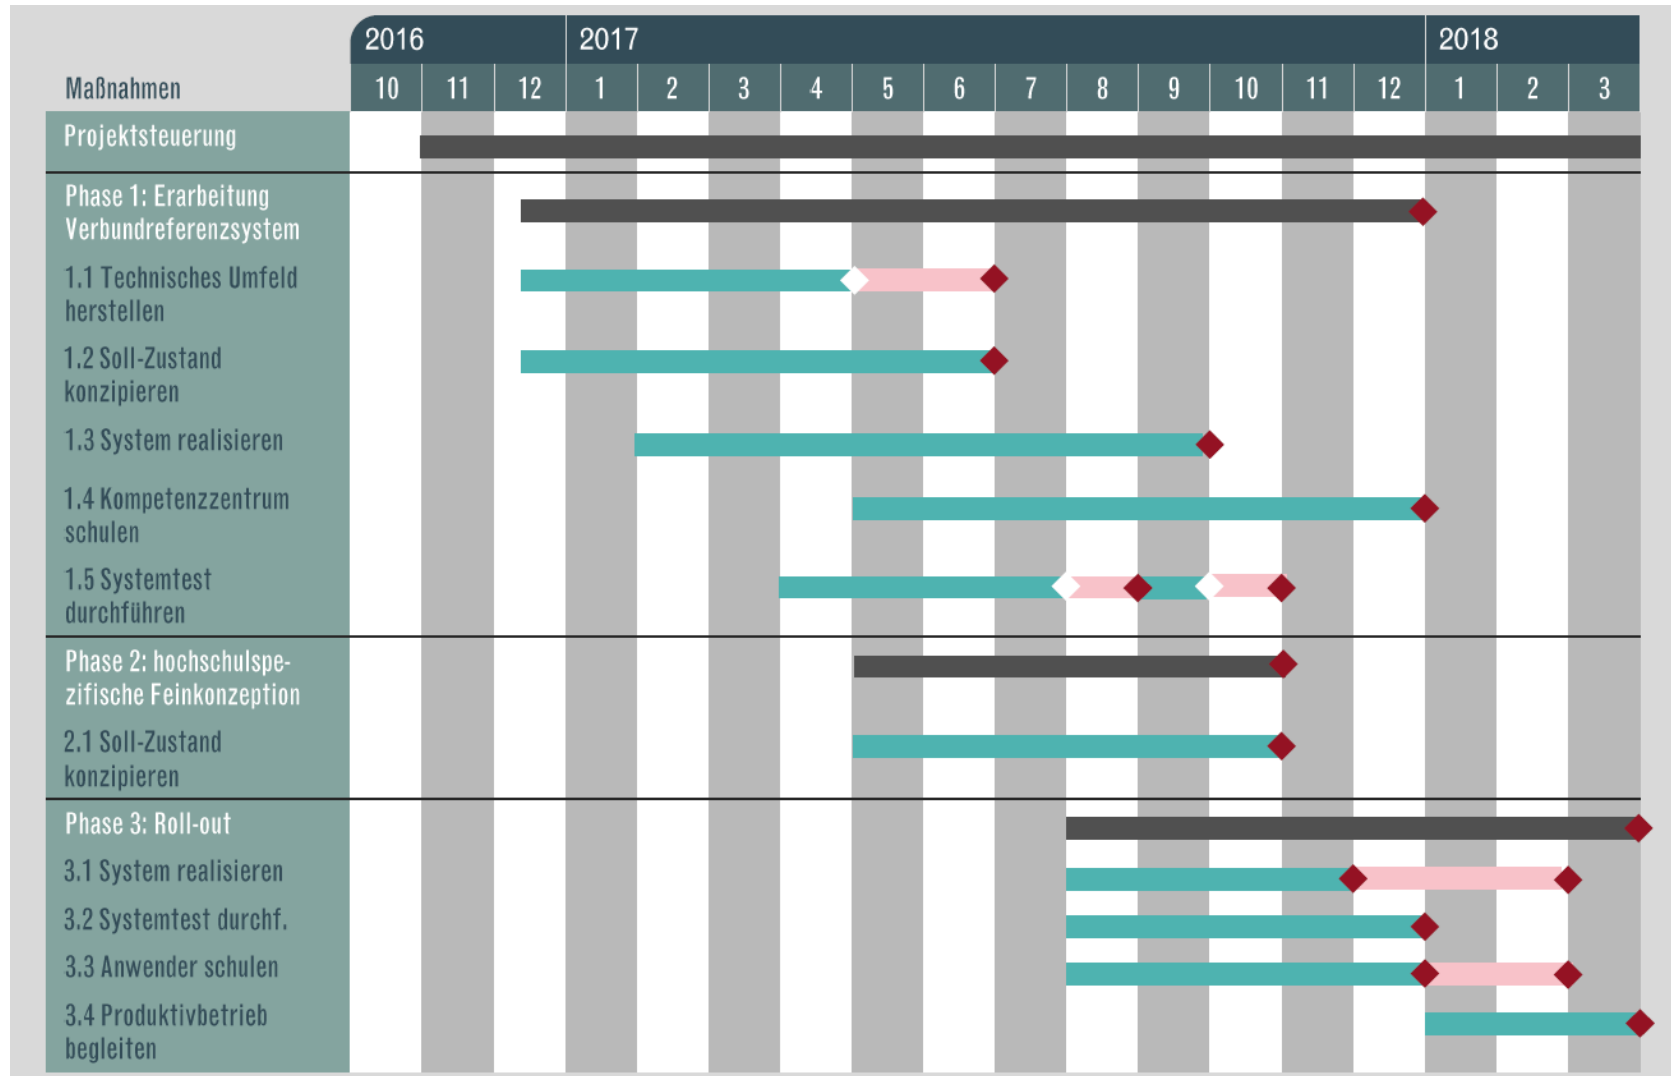 2016 2017 2018
Maßnahmen 10 11 12 1 2 3 4 5 6 7 8 9 10 11 12 1 2 3
Projektsteuerung
Phase 1: Erarbeitung
Verbundreferenzsystem
1.1 Technisches Umfeld
herstellen
1.2 Soll-Zustand
konzipieren
1.3 System realisieren
1.4 Kompetenzzentrum
schulen
1.5 Systemtest
durchführen
Phase 2: hochschulspe-
zifische Feinkonzeption
2.1 Soll-Zustand
konzipieren
Phase 3: Roll-out
3.1 System realisieren
3.2 Systemtest durchf.
3.3 Anwender schulen
3.4 Produktivbetrieb
begleiten